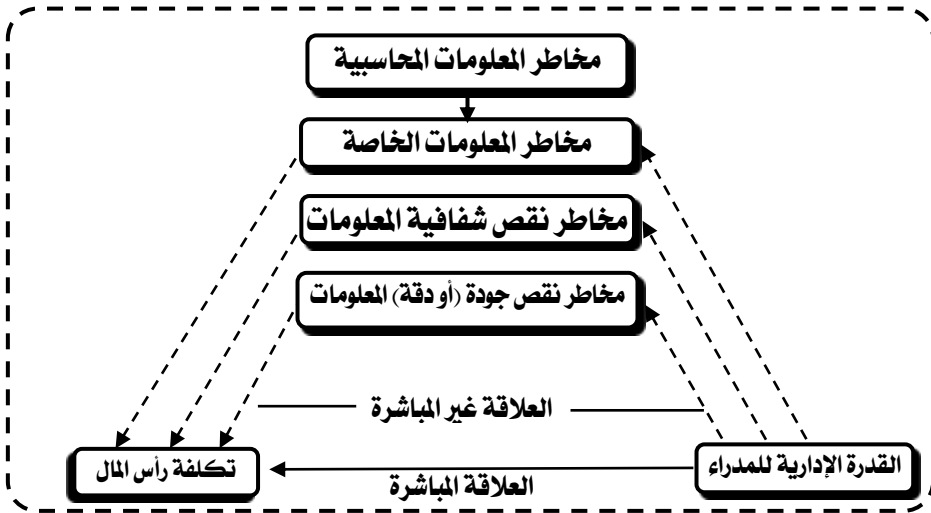 مخاطر المعلومات المحاسبية
مخاطر المعلومات الخاصة
مخاطر نقص شفافية المعلومات
مخاطر نقص جودة (أو دقة) المعلومات
العلاقة غير المباشرة
القدرة الإدارية للمدراء
تكلفة رأس المال
العلاقة المباشرة